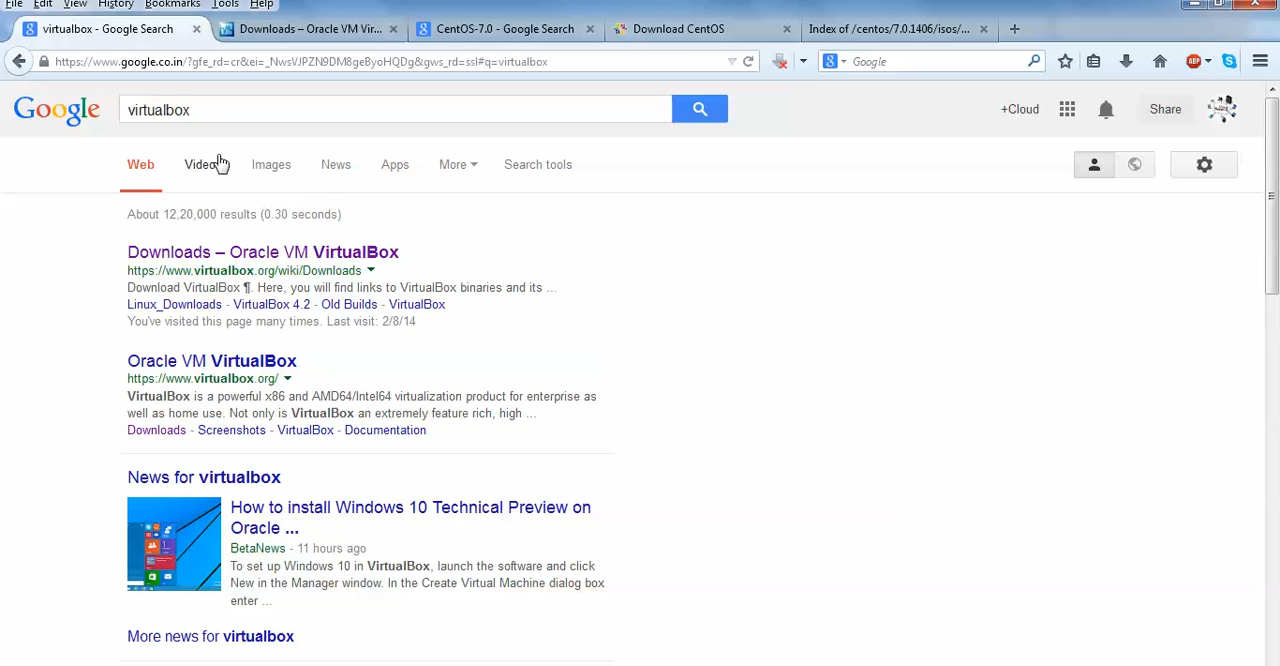 File Edit View History Bookmarks Tools Help
virtualbox - Google Search Downloads – Oracle VM Vir... CentOS-7.0 - Google Search Download CentOS Index of /centos/7.0.1406/isos/...
https://www.google.co.in/?gfe_rd=cr&ei=_NwsVJPZN9DM8geByoHQDg&gws_rd=ssl#q=virtualbox Google
Google virtualbox +Cloud Share
Web Videos Images News Apps More Search tools
About 12,20,000 results (0.30 seconds)
Downloads – Oracle VM VirtualBox
https://www.virtualbox.org/wiki/Downloads
Download VirtualBox ¶. Here, you will find links to VirtualBox binaries and its ...
Linux_Downloads - VirtualBox 4.2 - Old Builds - VirtualBox
You've visited this page many times. Last visit: 2/8/14
Oracle VM VirtualBox
https://www.virtualbox.org/
VirtualBox is a powerful x86 and AMD64/Intel64 virtualization product for enterprise as
well as home use. Not only is VirtualBox an extremely feature rich, high ...
Downloads - Screenshots - VirtualBox - Documentation
News for virtualbox
How to install Windows 10 Technical Preview on
Oracle ...
BetaNews - 11 hours ago
To set up Windows 10 in VirtualBox, launch the software and click
New in the Manager window. In the Create Virtual Machine dialog box
enter ...
More news for virtualbox